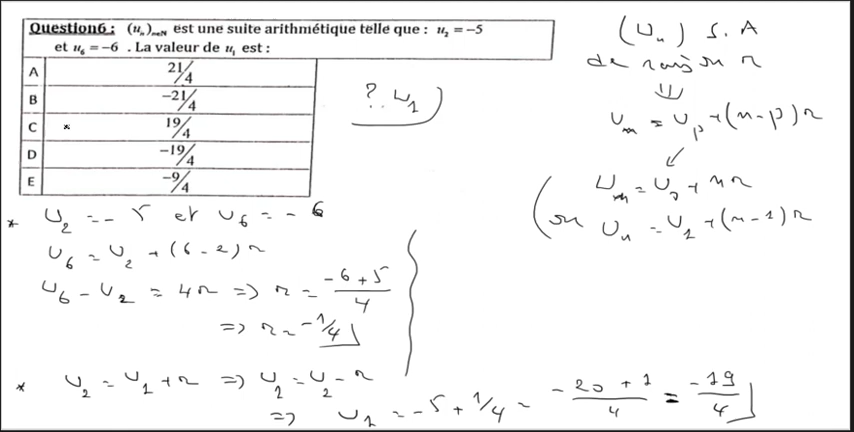 Question6 : (uₙ)ₙ∈ℕ est une suite arithmétique telle que : u₂ = −5
et u₆ = −6 . La valeur de u₁ est :
A 21/4
B −21/4
C * 19/4
D −19/4
E −9/4
? u₁
(Uₙ) S.A
de raison r
⇓
Uₙ = Uₚ + (n-p)r
↙
Uₙ = U₀ + nr
(ou Uₙ = U₁ + (n-1)r
* U₂ = -5 et U₆ = -6
U₆ = U₂ + (6-2)r
U₆ - U₂ = 4r => r = (-6+5)/4
=> r = -1/4
* U₂ = U₁ + r => U₁ = U₂ - r
=> U₁ = -5 + 1/4 = (-20+1)/4 = -19/4